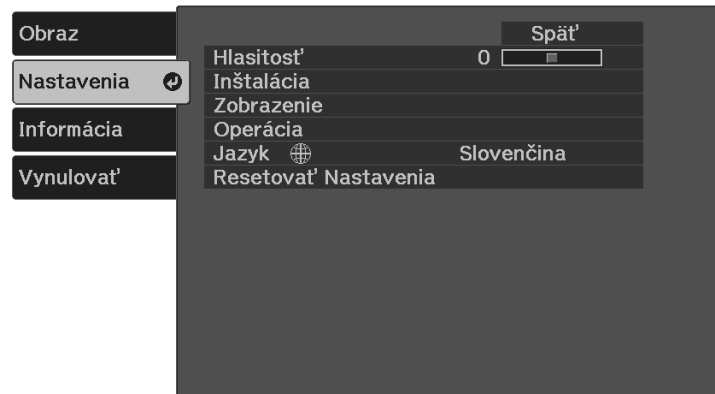 Obraz
Nastavenia
Informácia
Vynulovať
Späť
Hlasitosť 0
Inštalácia
Zobrazenie
Operácia
Jazyk Slovenčina
Resetovať Nastavenia